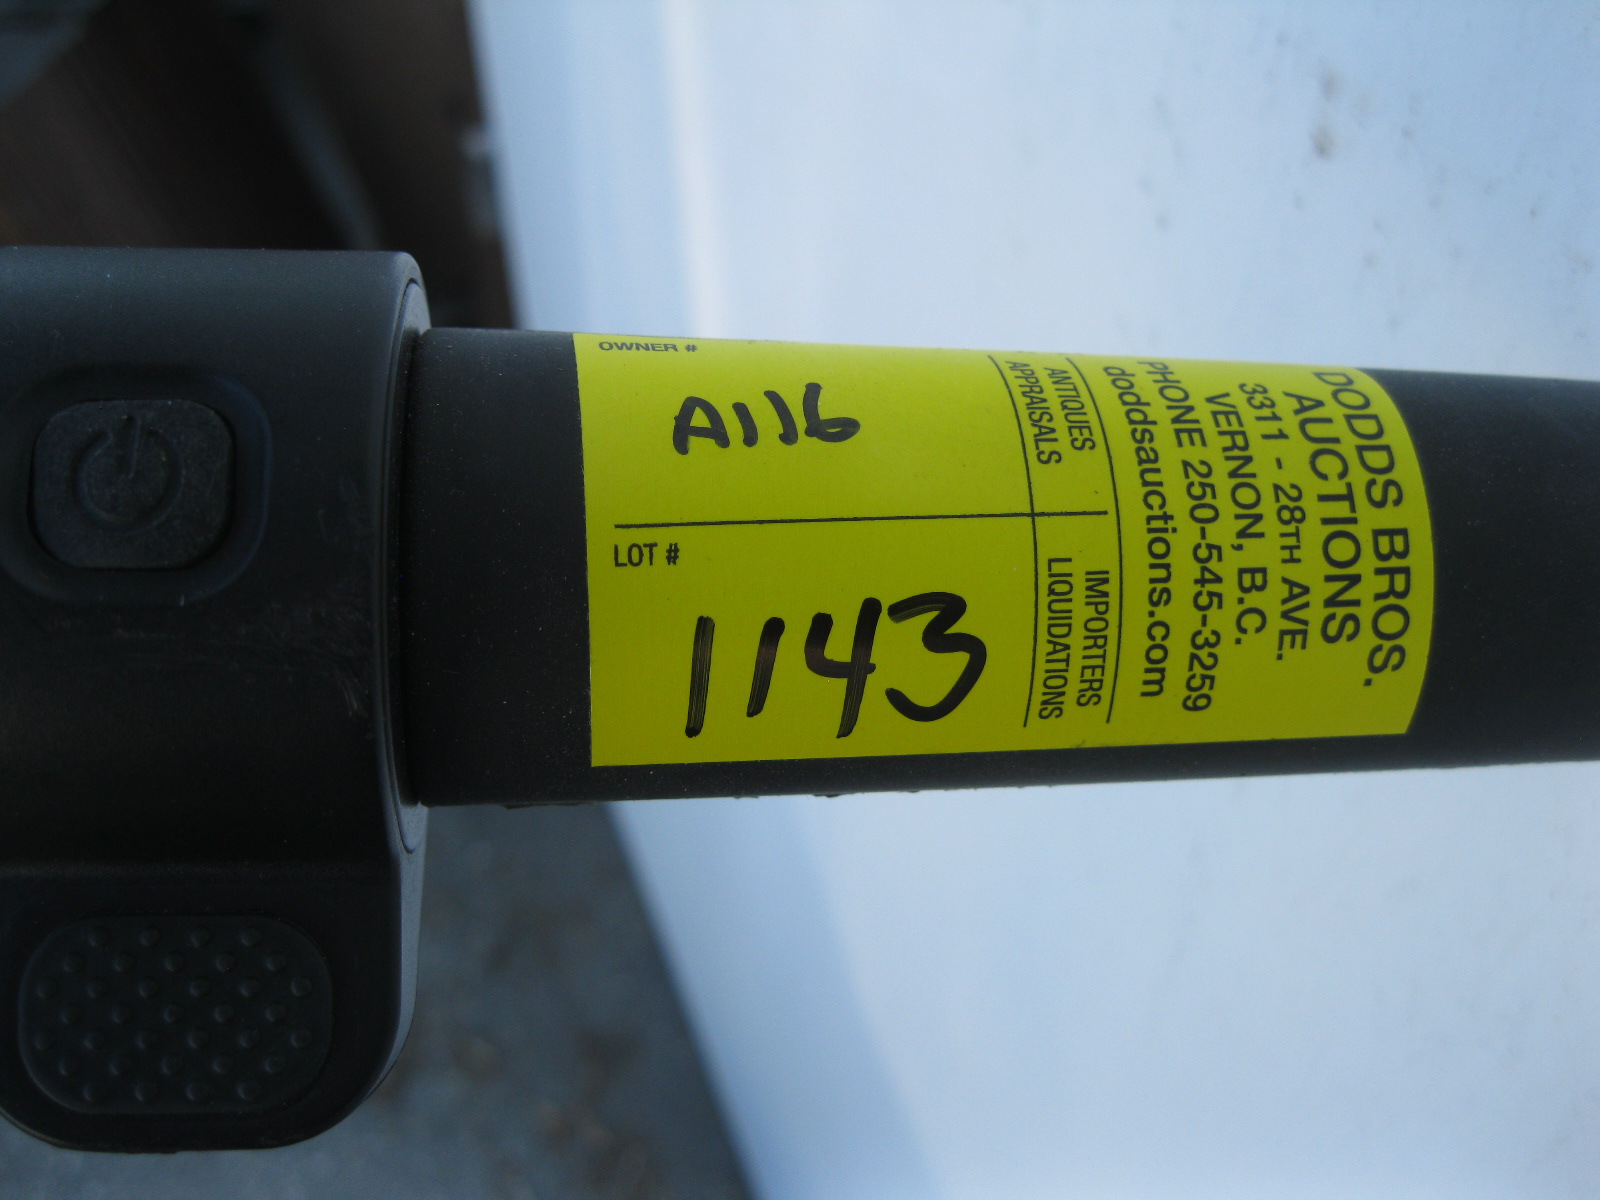 DODDS BROS.
AUCTIONS
3311 - 28TH AVE.
VERNON, B.C.
PHONE 250-545-3259
doddsauctions.com
ANTIQUES
APPRAISALS
IMPORTERS
LIQUIDATIONS
OWNER #
A116
LOT #
1143